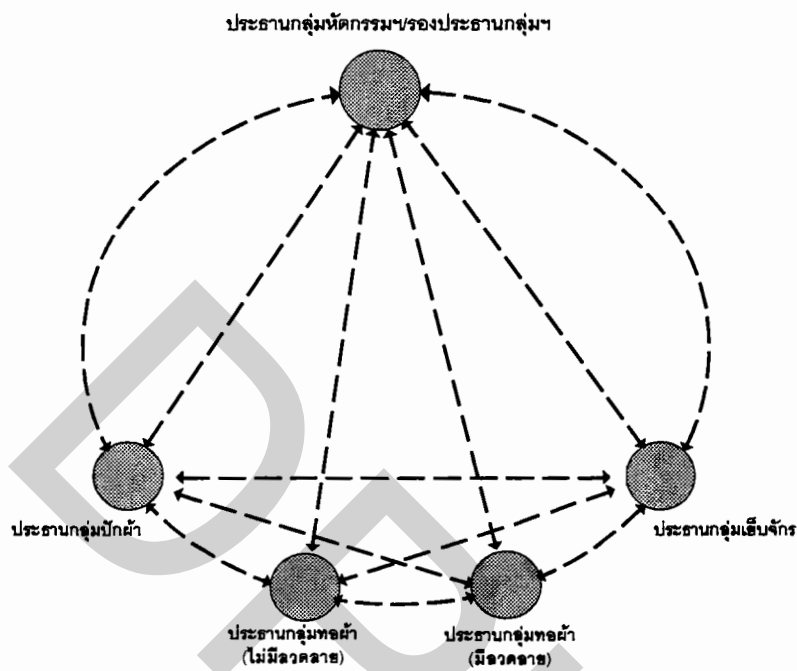 ประธานกลุ่มหัตกรรมฯ/รองประธานกลุ่มฯ
ประธานกลุ่มปักผ้า
ประธานกลุ่มเย็บจักร
ประธานกลุ่มทอผ้า
(ไม่มีลวดลาย)
ประธานกลุ่มทอผ้า
(มีลวดลาย)